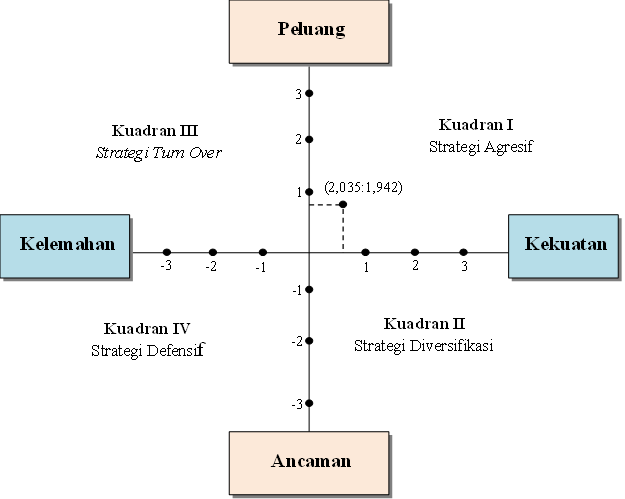 Peluang
3
Kuadran I
Kuadran III
Strategi Agresif
2
Strategi Turn Over
1
(2,035:1,942)
Kelemahan
Kekuatan
-3
-2
-1
1
2
3
-1
Kuadran IV
Kuadran II
Strategi Defensif
Strategi Diversifikasi
-2
-3
Ancaman